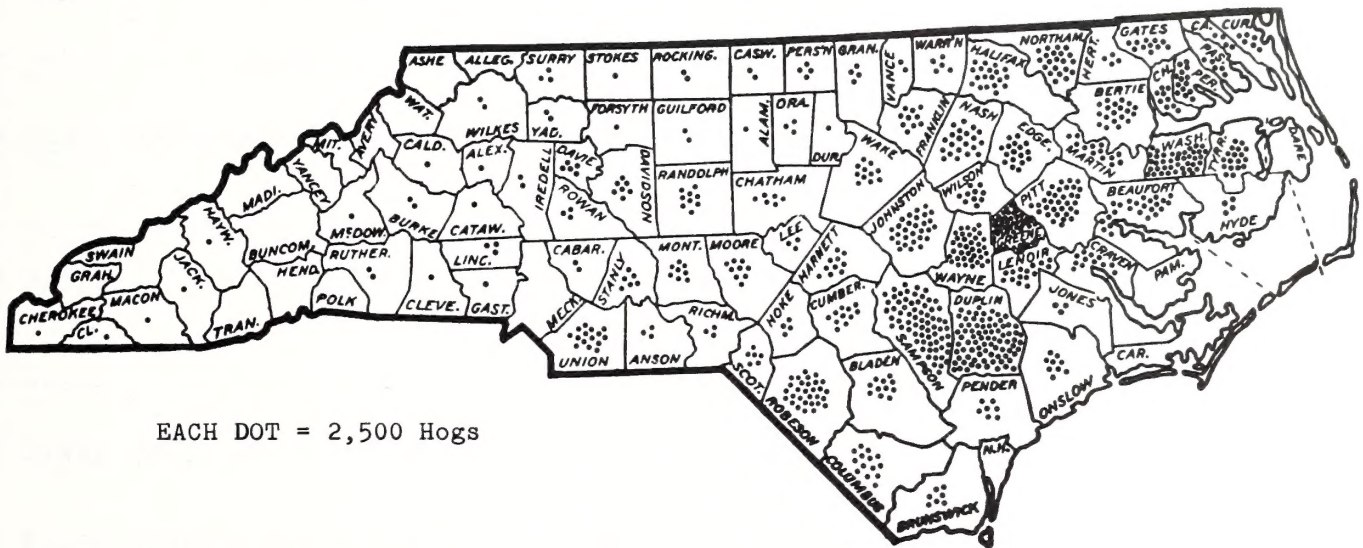 ASHE ALLEG. SURRY STOKES ROCKING. CASW. PERS'N GRAN. VANCE WARR'N HALIFAX NORTHAM. HERT. GATES CA. CUR.
WAT. WILKES YAD. FORSYTH GUILFORD ALAM. ORA. DUR. FRANKLIN NASH EDGE. BERTIE CH. PER. PAS.
MIT. AVERY CALD. ALEX. IREDELL DAVIE DAVIDSON RANDOLPH CHATHAM WAKE WILSON MARTIN WASH. TYR. DARE
MADI. YANCEY McDOW. BURKE CATAW. ROWAN JOHNSTON PITT BEAUFORT HYDE
SWAIN HAYW. BUNCOM. RUTHER. LINC. CABAR. STANLY MONT. MOORE LEE HARNETT WAYNE GREENE LENOIR CRAVEN PAM.
GRAH. JACK. HEND. POLK CLEVE. GAST. MECK. RICHM. HOKE CUMBER. SAMPSON DUPLIN JONES
CHEROKEE MACON CL. TRAN. UNION ANSON SCOT. BLADEN PENDER ONSLOW CAR.
ROBESON COLUMBUS BRUNSWICK N.H.
EACH DOT = 2,500 Hogs